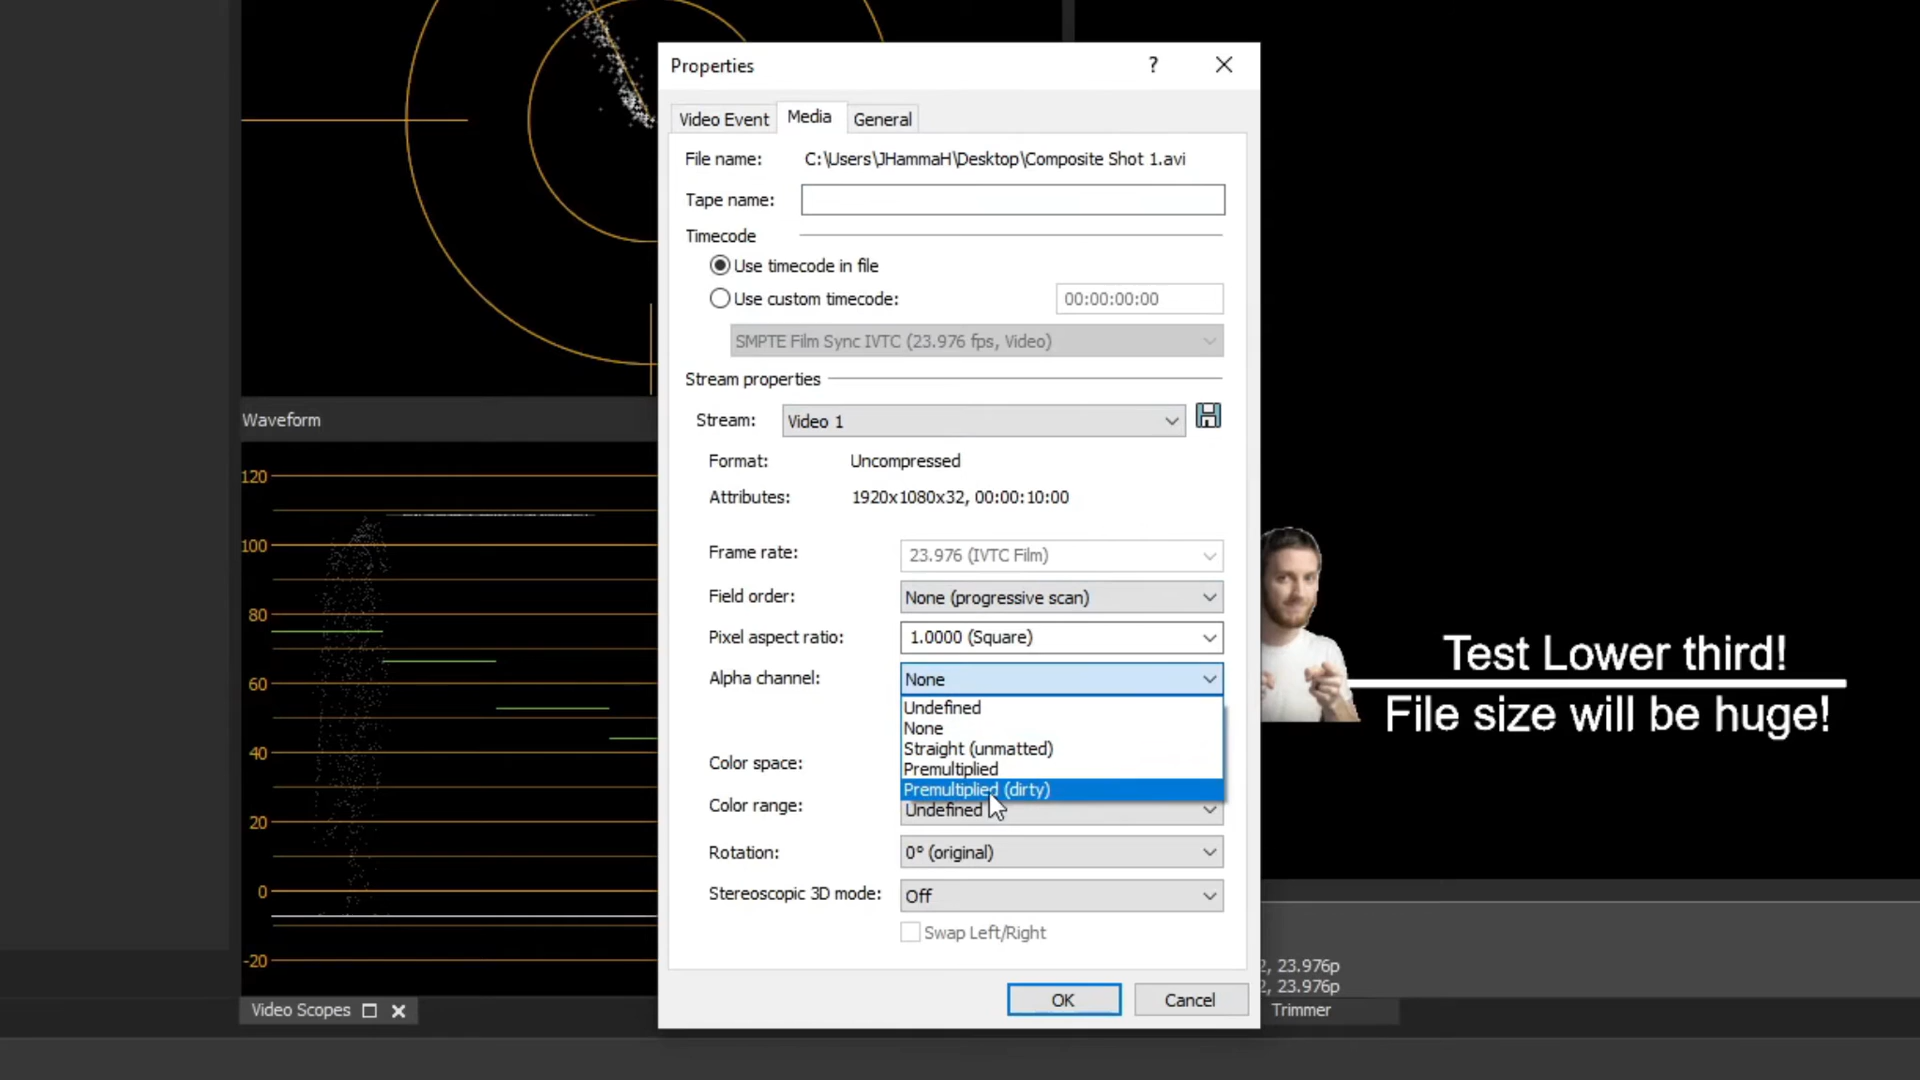 Properties
?
Video Event Media General
File name: C:\Users\JHammaH\Desktop\Composite Shot 1.avi
Tape name:
Timecode
Use timecode in file
Use custom timecode: 00:00:00:00
SMPTE Film Sync IVTC (23.976 fps, Video)
Stream properties
Stream: Video 1
Format: Uncompressed
Attributes: 1920x1080x32, 00:00:10:00
Frame rate: 23.976 (IVTC Film)
Field order: None (progressive scan)
Pixel aspect ratio: 1.0000 (Square)
Alpha channel: None
Undefined
None
Straight (unmatted)
Premultiplied
Premultiplied (dirty)
Color space:
Color range: Undefined
Rotation: 0° (original)
Stereoscopic 3D mode: Off
Swap Left/Right
OK Cancel
Waveform
120
100
80
60
40
20
0
-20
Video Scopes
Test Lower third!
File size will be huge!
2, 23.976p
2, 23.976p
Trimmer